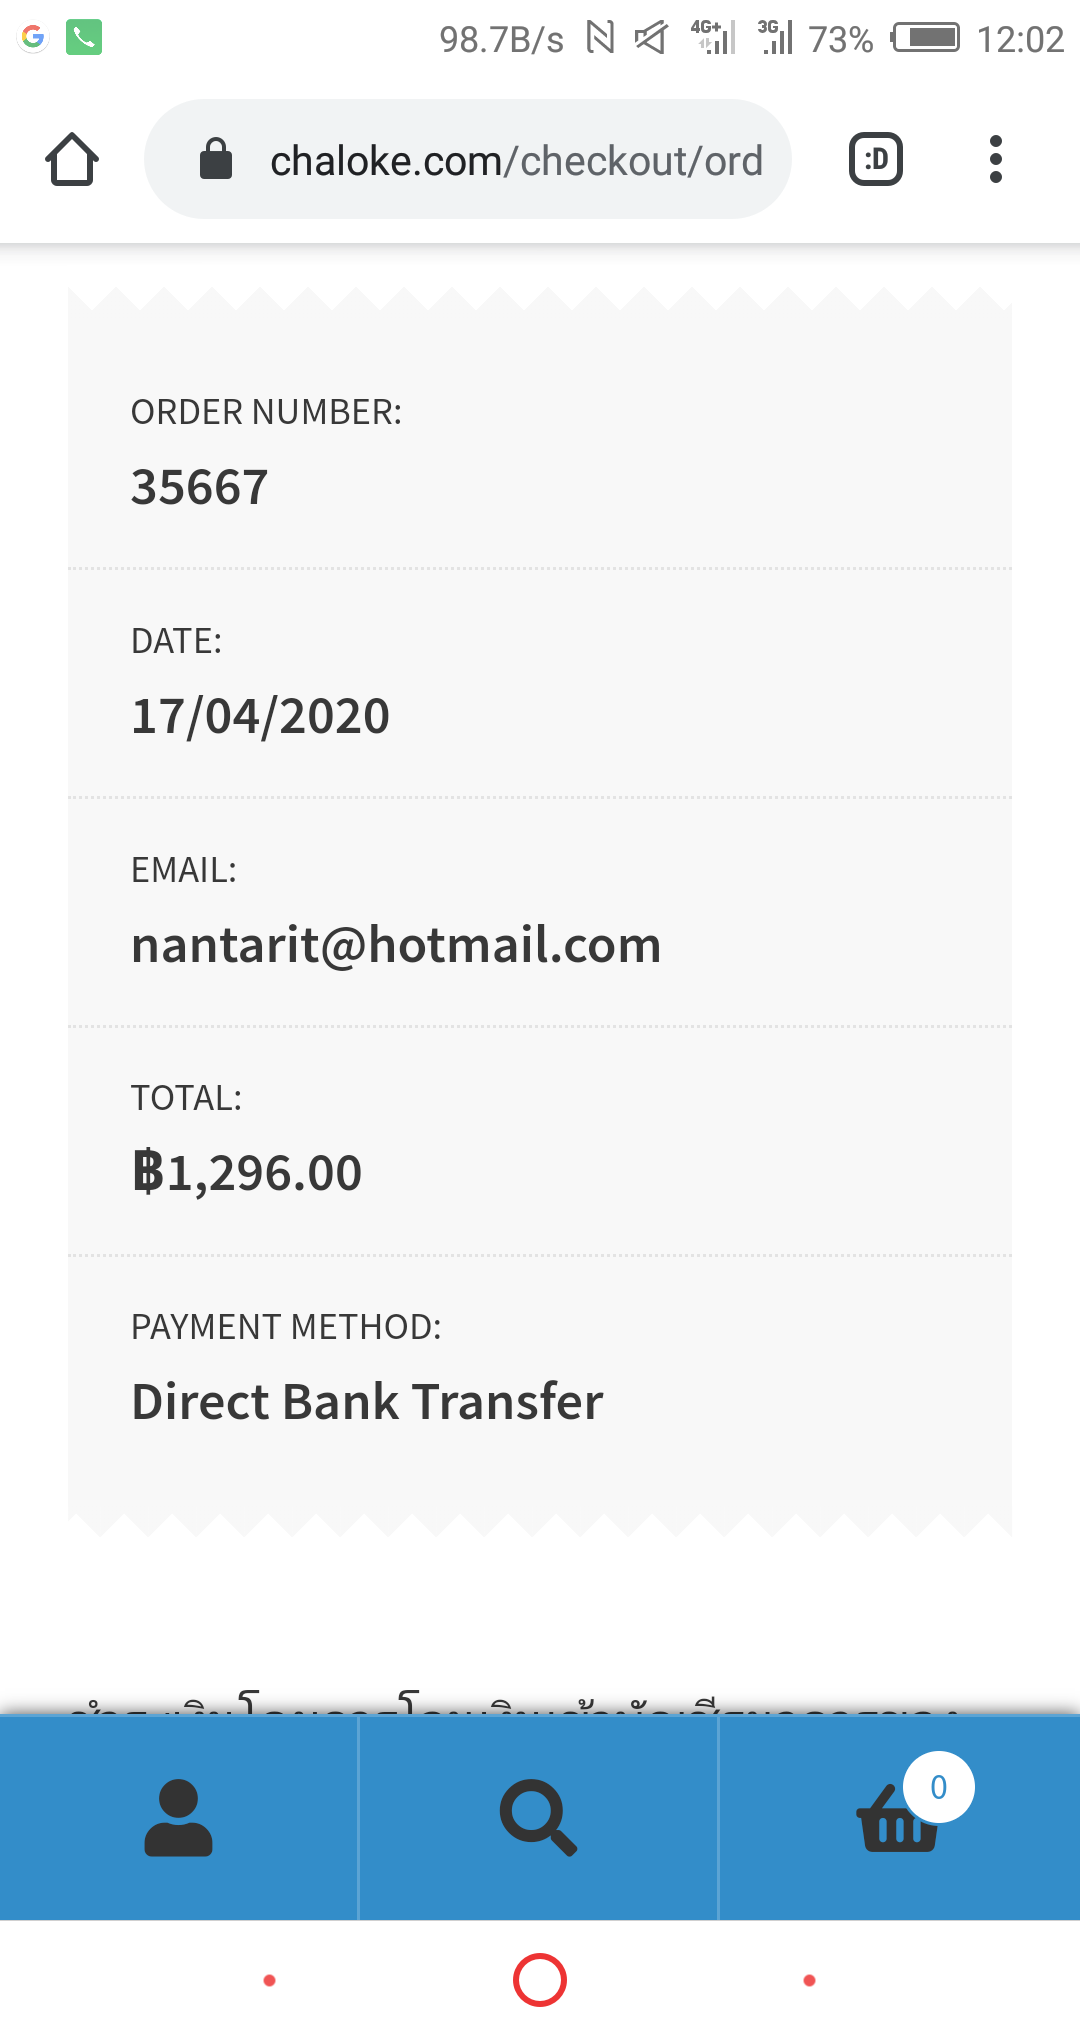 98.7B/s 4G+ 3G 73% 12:02
chaloke.com/checkout/ord
:D
ORDER NUMBER:
35667
DATE:
17/04/2020
EMAIL:
nantarit@hotmail.com
TOTAL:
฿1,296.00
PAYMENT METHOD:
Direct Bank Transfer
0